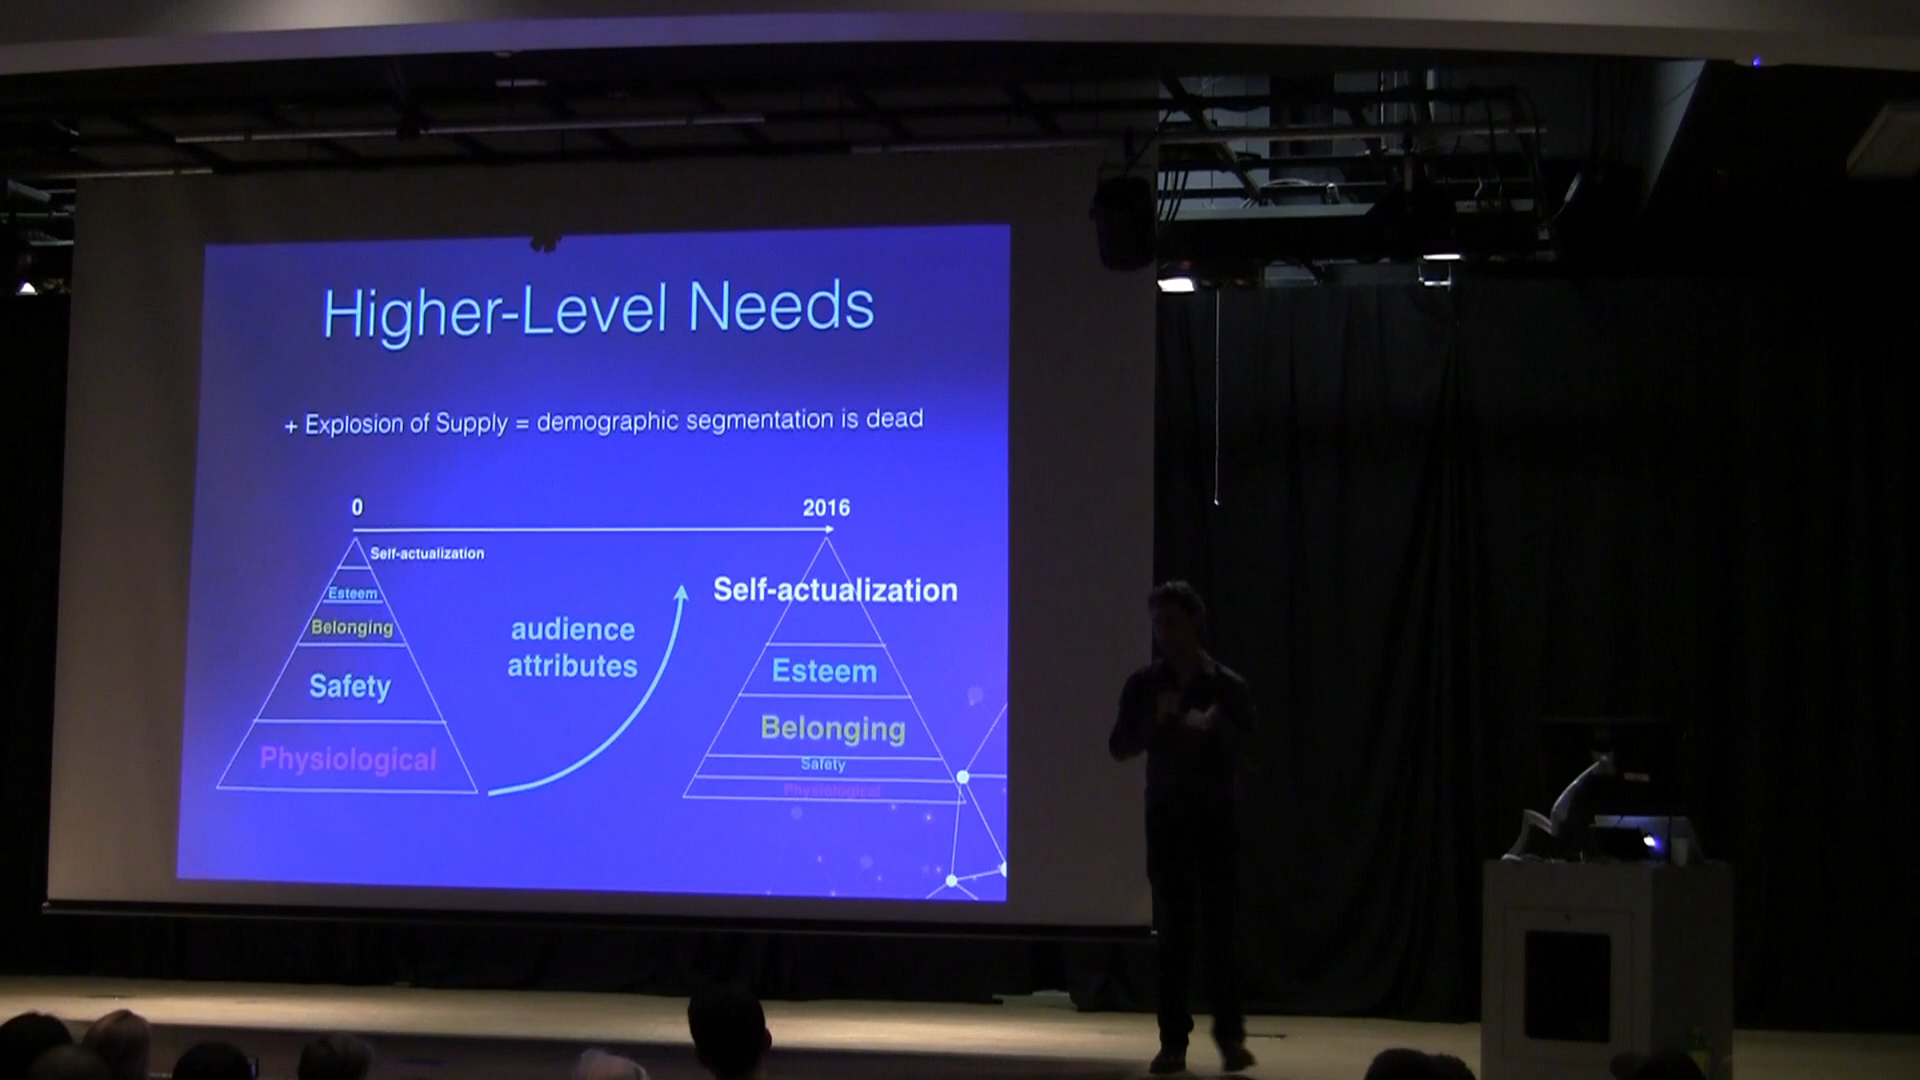 Higher-Level Needs
+ Explosion of Supply = demographic segmentation is dead
0
2016
Self-actualization
Esteem
Belonging
Safety
Physiological
audience
attributes
Self-actualization
Esteem
Belonging
Safety
Physiological